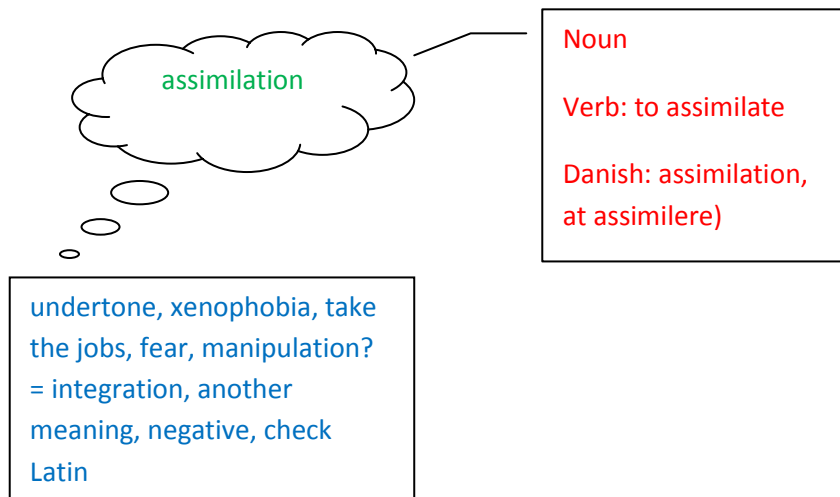 assimilation
Noun
Verb: to assimilate
Danish: assimilation,
at assimilere)
undertone, xenophobia, take
the jobs, fear, manipulation?
= integration, another
meaning, negative, check
Latin